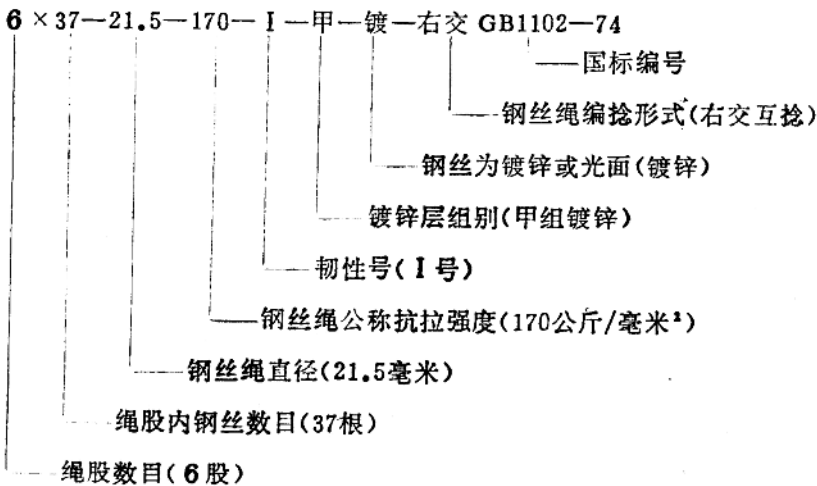 6×37—21.5—170—I—甲—镀—右交 GB1102—74
国标编号
钢丝绳编捻形式(右交互捻)
钢丝为镀锌或光面(镀锌)
镀锌层组别(甲组镀锌)
韧性号(I号)
钢丝绳公称抗拉强度(170公斤/毫米²)
钢丝绳直径(21.5毫米)
绳股内钢丝数目(37根)
绳股数目(6股)